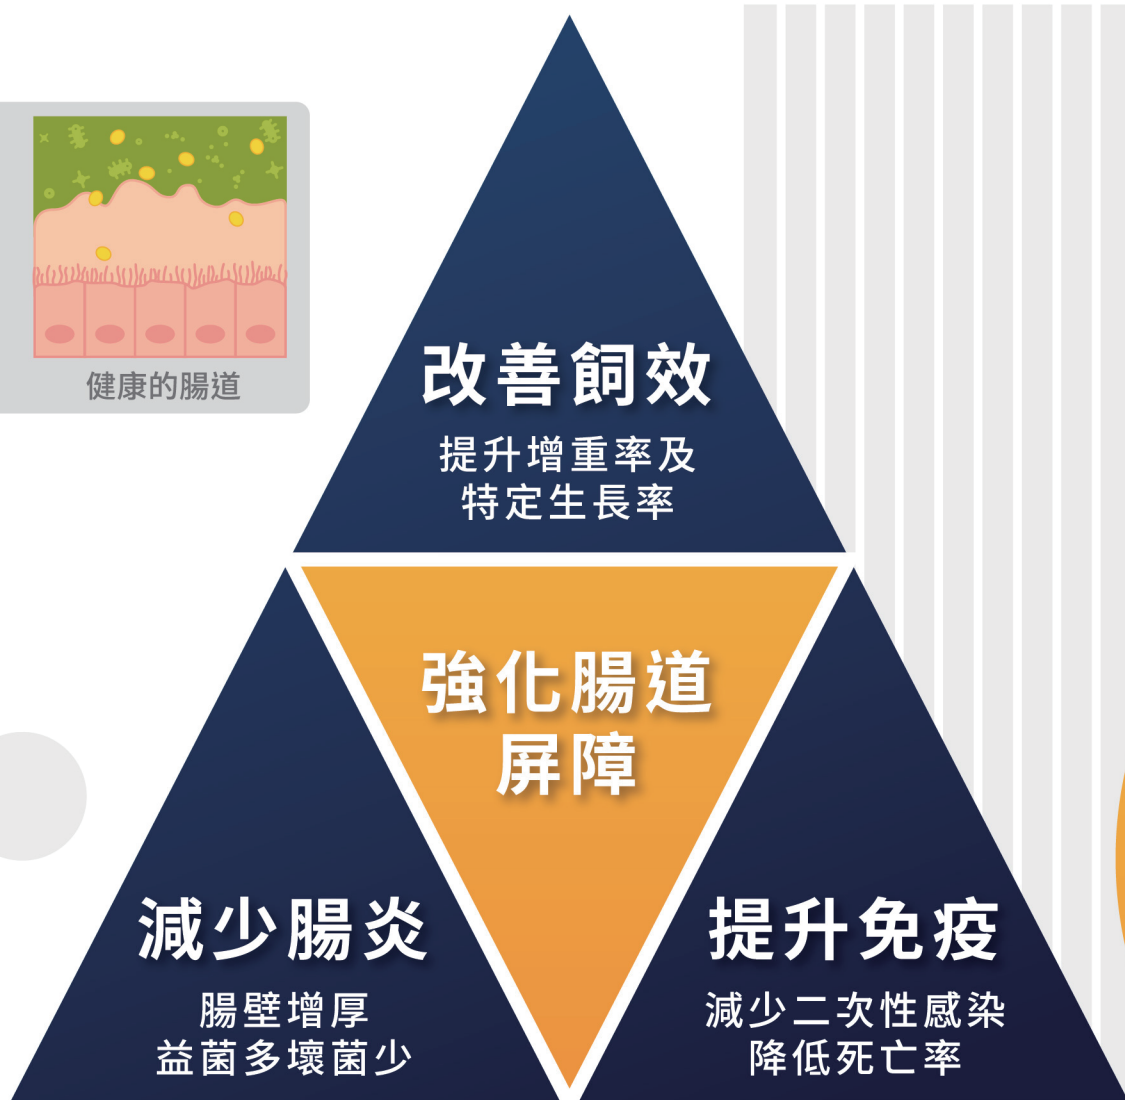 健康的腸道
改善飼效
提升增重率及
特定生長率
強化腸道
屏障
減少腸炎
腸壁增厚
益菌多壞菌少
提升免疫
減少二次性感染
降低死亡率